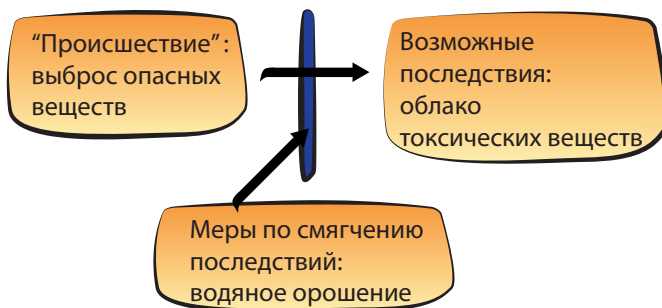 “Происшествие” :
выброс опасных
веществ
Возможные
последствия:
облако
токсических веществ
Меры по смягчению
последствий:
водяное орошение